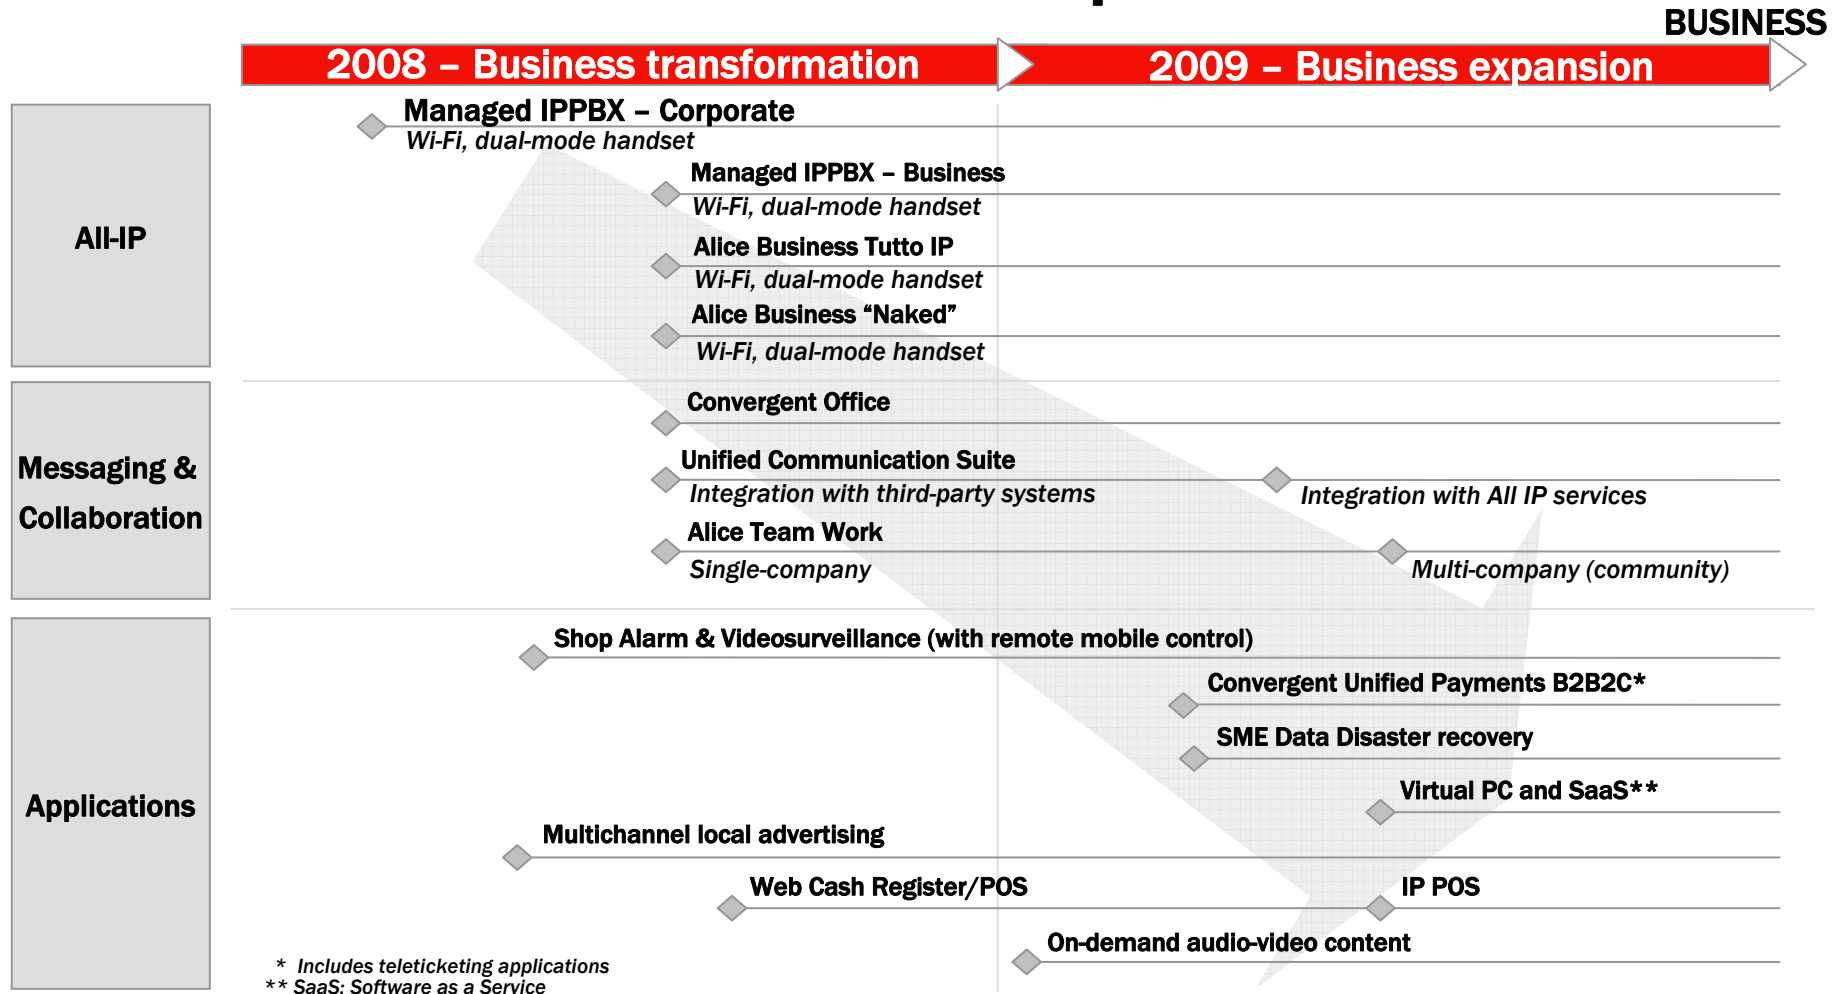 BUSINESS
2008 – Business transformation
2009 – Business expansion
All-IP
Managed IPPBX – Corporate
Wi-Fi, dual-mode handset
Managed IPPBX – Business
Wi-Fi, dual-mode handset
Alice Business Tutto IP
Wi-Fi, dual-mode handset
Alice Business “Naked”
Wi-Fi, dual-mode handset
Messaging &
Collaboration
Convergent Office
Unified Communication Suite
Integration with third-party systems
Integration with All IP services
Alice Team Work
Single-company
Multi-company (community)
Applications
Shop Alarm & Videosurveillance (with remote mobile control)
Convergent Unified Payments B2B2C*
SME Data Disaster recovery
Virtual PC and SaaS**
Multichannel local advertising
Web Cash Register/POS
IP POS
On-demand audio-video content
* Includes teleticketing applications
** SaaS: Software as a Service